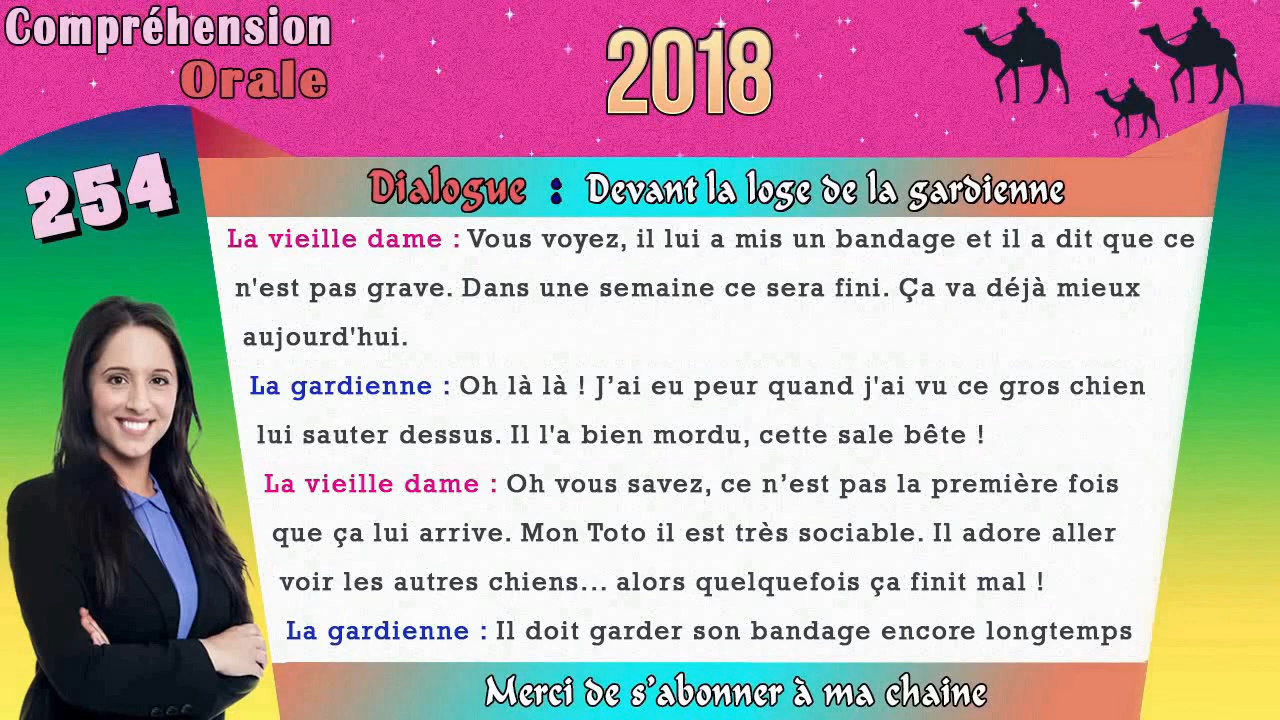 Compréhension
Orale
2018
254
Dialogue : Devant la loge de la gardienne
La vieille dame : Vous voyez, il lui a mis un bandage et il a dit que ce
n'est pas grave. Dans une semaine ce sera fini. Ça va déjà mieux
aujourd'hui.
La gardienne : Oh là là ! J’ai eu peur quand j'ai vu ce gros chien
lui sauter dessus. Il l'a bien mordu, cette sale bête !
La vieille dame : Oh vous savez, ce n’est pas la première fois
que ça lui arrive. Mon Toto il est très sociable. Il adore aller
voir les autres chiens... alors quelquefois ça finit mal !
La gardienne : Il doit garder son bandage encore longtemps
Merci de s’abonner à ma chaine